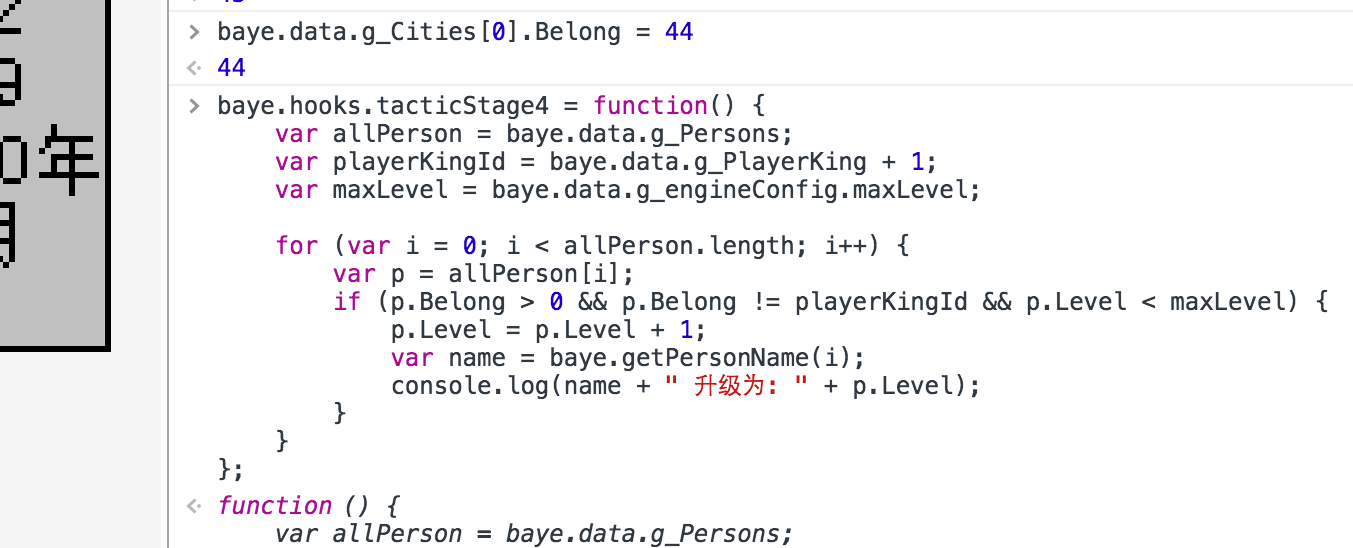 > baye.data.g_Cities[0].Belong = 44
44
> baye.hooks.tacticStage4 = function() {
    var allPerson = baye.data.g_Persons;
    var playerKingId = baye.data.g_PlayerKing + 1;
    var maxLevel = baye.data.g_engineConfig.maxLevel;

    for (var i = 0; i < allPerson.length; i++) {
        var p = allPerson[i];
        if (p.Belong > 0 && p.Belong != playerKingId && p.Level < maxLevel) {
            p.Level = p.Level + 1;
            var name = baye.getPersonName(i);
            console.log(name + " 升级为: " + p.Level);
        }
    }
};
function () {
    var allPerson = baye.data.g_Persons;
0年